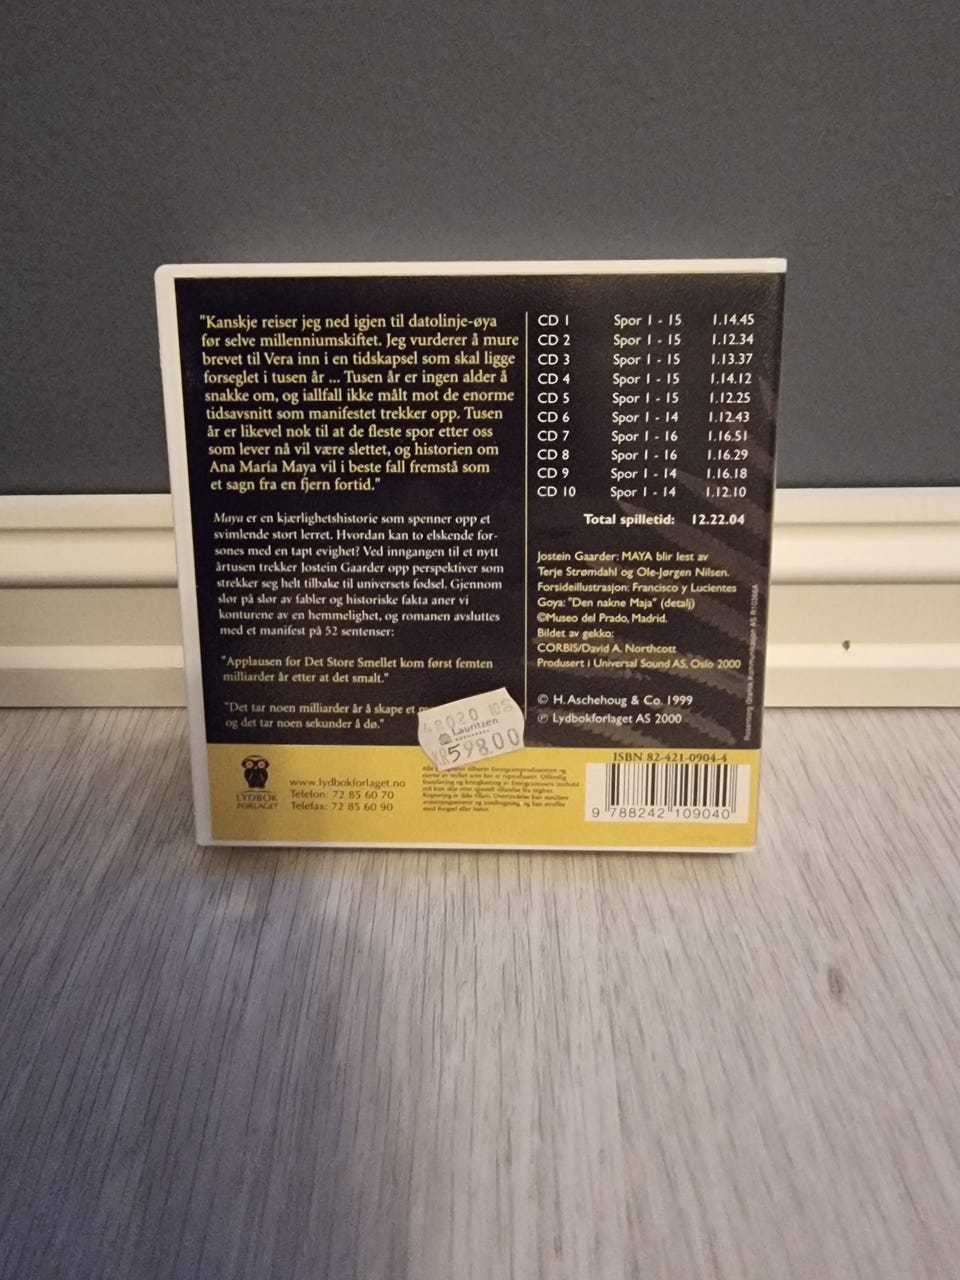 "Kanskje reiser jeg ned igjen til datolinje-øya
før selve millenniumskiftet. Jeg vurderer å mure
brevet til Vera inn i en tidskapsel som skal ligge
forseglet i tusen år ... Tusen år er ingen alder å
snakke om, og iallfall ikke målt mot de enorme
tidsavsnitt som manifestet trekker opp. Tusen
år er likevel nok til at de fleste spor etter oss
som lever nå vil være slettet, og historien om
Ana María Maya vil i beste fall fremstå som
et sagn fra en fjern fortid."
Maya er en kjærlighetshistorie som spenner opp et
svimlende stort lerret. Hvordan kan to elskende for-
sones med en tapt evighet? Ved inngangen til et nytt
årtusen trekker Jostein Gaarder opp perspektiver som
strekker seg helt tilbake til universets fødsel. Gjennom
slør på slør av fabler og historiske fakta aner vi
konturene av en hemmelighet, og romanen avsluttes
med et manifest på 52 sentenser:
"Applausen for Det Store Smellet kom først femten
milliarder år etter at det smalt."
"Det tar noen milliarder år å skape et
og det tar noen sekunder å dø."
CD 1 Spor 1 - 15 1.14.45
CD 2 Spor 1 - 15 1.12.34
CD 3 Spor 1 - 15 1.13.37
CD 4 Spor 1 - 15 1.14.12
CD 5 Spor 1 - 15 1.12.25
CD 6 Spor 1 - 14 1.12.43
CD 7 Spor 1 - 16 1.16.51
CD 8 Spor 1 - 16 1.16.29
CD 9 Spor 1 - 14 1.16.18
CD 10 Spor 1 - 14 1.12.10
Total spilletid: 12.22.04
Jostein Gaarder: MAYA blir lest av
Terje Strømdahl og Ole-Jørgen Nilsen.
Forsideillustrasjon: Francisco y Lucientes
Goya: "Den nakne Maja" (detalj)
©Museo del Prado, Madrid.
Bildet av gekko:
CORBIS/David A. Northcott
Produsert i Universal Sound AS, Oslo 2000
© H. Aschehoug & Co. 1999
℗ Lydbokforlaget AS 2000
48020 108
Lauritzen
KR598.00
LYDBOK
FORLAGET
www.lydbokforlaget.no
Telefon: 72 85 60 70
Telefax: 72 85 60 90
ISBN 82-421-0904-4
9 788242 109040